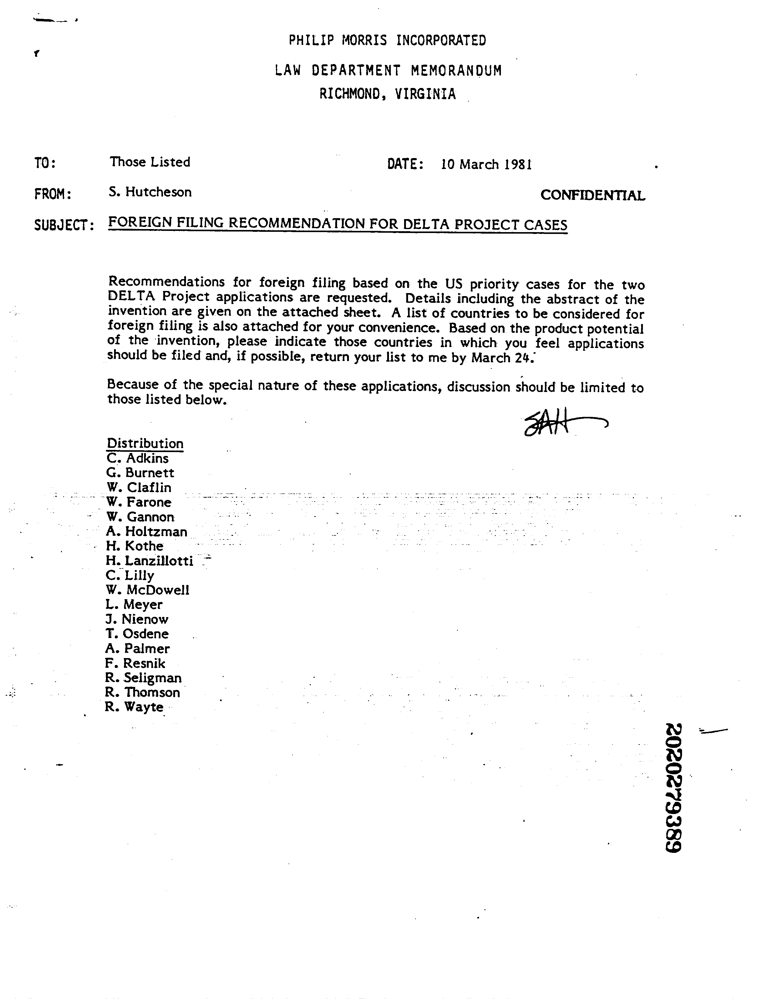 PHILIP MORRIS INCORPORATED
LAW DEPARTMENT MEMORANDUM
RICHMOND, VIRGINIA
TO: Those Listed DATE: 10 March 1981
FROM: S. Hutcheson CONFIDENTIAL
SUBJECT: FOREIGN FILING RECOMMENDATION FOR DELTA PROJECT CASES
Recommendations for foreign filing based on the US priority cases for the two
DELTA Project applications are requested. Details including the abstract of the
invention are given on the attached sheet. A list of countries to be considered for
foreign filing is also attached for your convenience. Based on the product potential
of the invention, please indicate those countries in which you feel applications
should be filed and, if possible, return your list to me by March 24.
Because of the special nature of these applications, discussion should be limited to
those listed below.
SAH
Distribution
C. Adkins
G. Burnett
W. Claflin
W. Farone
W. Gannon
A. Holtzman
H. Kothe
H. Lanzillotti
C. Lilly
W. McDowell
L. Meyer
J. Nienow
T. Osdene
A. Palmer
F. Resnik
R. Seligman
R. Thomson
R. Wayte
2020279389